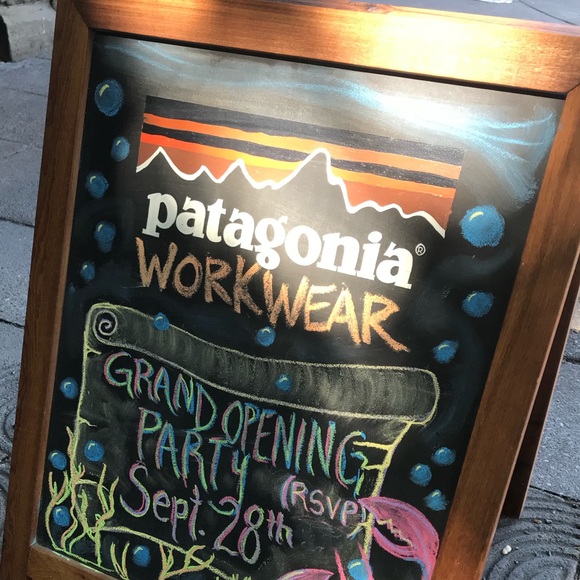 patagonia®
WORKWEAR
GRAND OPENING
PARTY (RSVP)
Sept. 28th